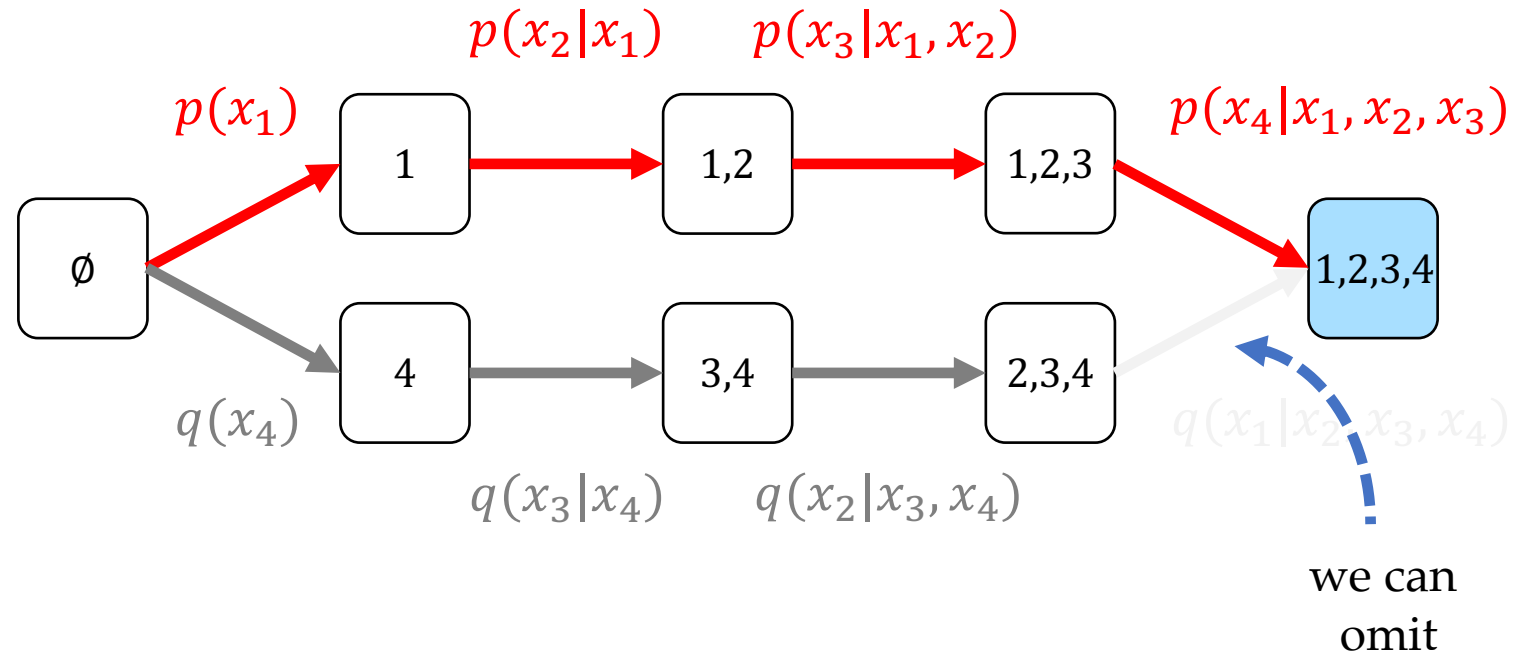 p(x₂|x₁) p(x₃|x₁, x₂)
p(x₁) p(x₄|x₁, x₂, x₃)
1 1,2 1,2,3
∅ 1,2,3,4
4 3,4 2,3,4
q(x₄) q(x₁|x₂, x₃, x₄)
q(x₃|x₄) q(x₂|x₃, x₄)
we can
omit